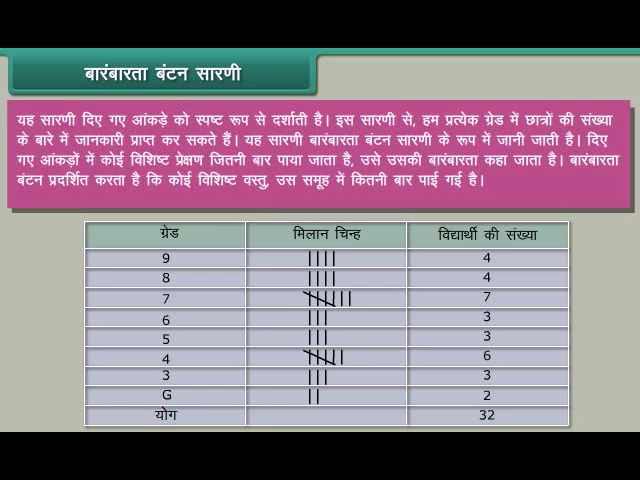 बारंबारता बंटन सारणी
यह सारणी दिए गए आंकड़े को स्पष्ट रूप से दर्शाती है। इस सारणी से, हम प्रत्येक ग्रेड में छात्रों की संख्या
के बारे में जानकारी प्राप्त कर सकते हैं। यह सारणी बारंबारता बंटन सारणी के रूप में जानी जाती है। दिए
गए आंकड़ों में कोई विशिष्ट प्रेक्षण जितनी बार पाया जाता है, उसे उसकी बारंबारता कहा जाता है। बारंबारता
बंटन प्रदर्शित करता है कि कोई विशिष्ट वस्तु, उस समूह में कितनी बार पाई गई है।
ग्रेड मिलान चिन्ह विद्यार्थी की संख्या
9 |||| 4
8 |||| 4
7 ||||||| 7
6 ||| 3
5 ||| 3
4 |||||| 6
3 ||| 3
G || 2
योग 32